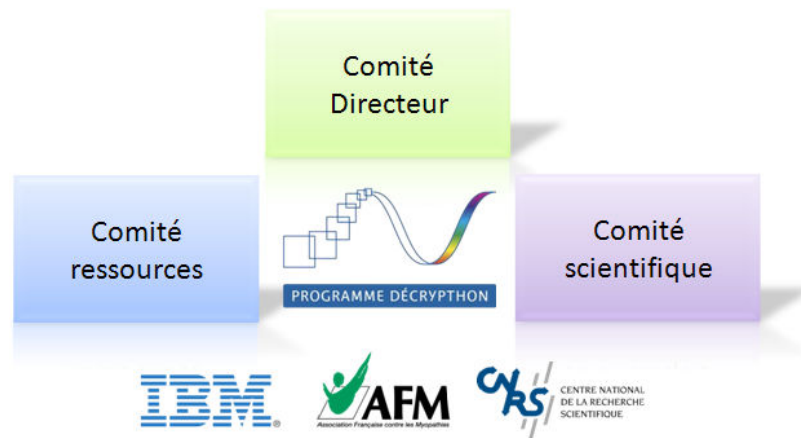 Comité
Directeur
Comité
ressources
Comité
scientifique
PROGRAMME DÉCRYPTHON
IBM®
AFM
Association Française contre les Myopathies
CNRS
CENTRE NATIONAL
DE LA RECHERCHE
SCIENTIFIQUE